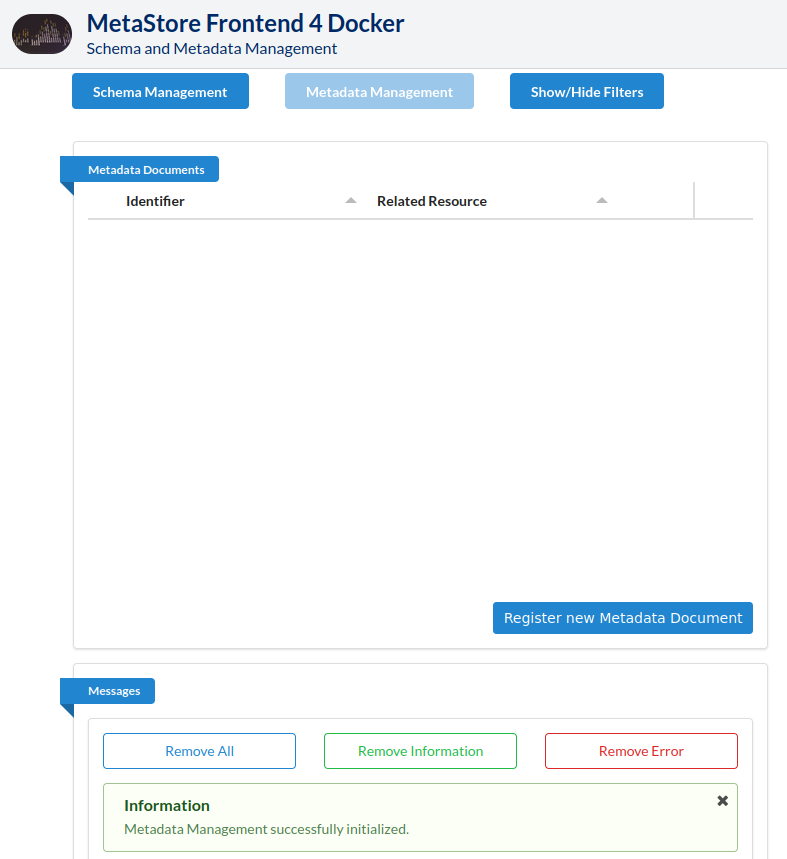 MetaStore Frontend 4 Docker
Schema and Metadata Management
Schema Management Metadata Management Show/Hide Filters
Metadata Documents
Identifier Related Resource
Register new Metadata Document
Messages
Remove All Remove Information Remove Error
Information
Metadata Management successfully initialized.